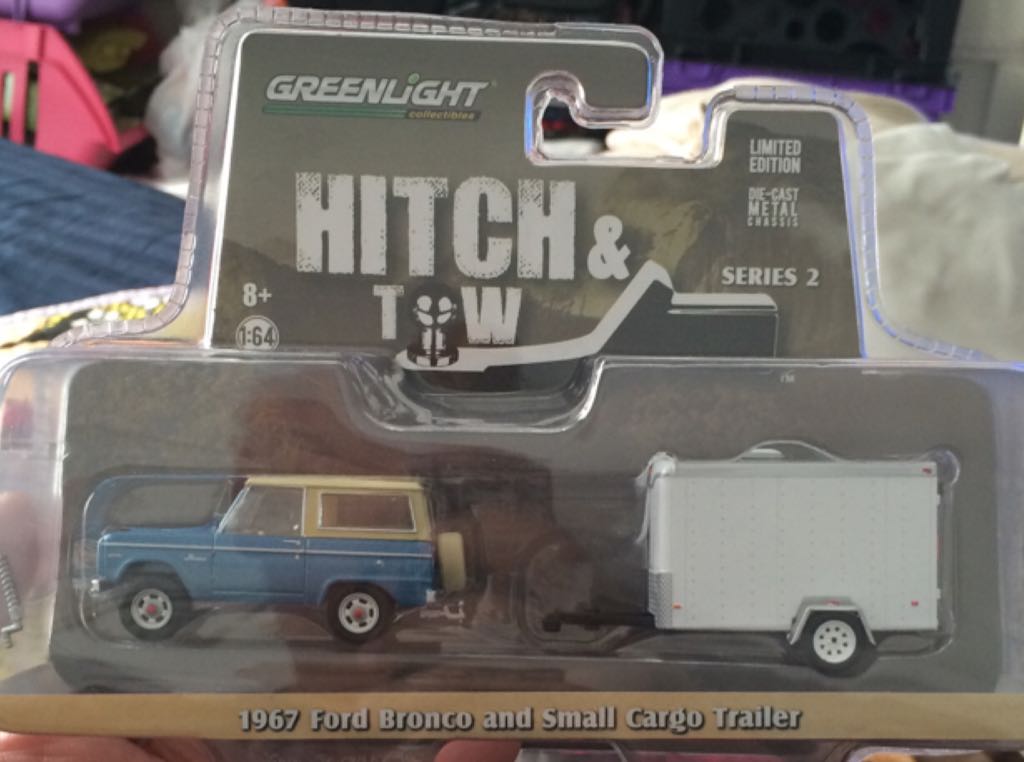 GREENLiGHT
collectibles
HITCH &
TOW
LIMITED
EDITION
DIE-CAST
METAL
CHASSIS
SERIES 2
8+
1:64
TM
1967 Ford Bronco and Small Cargo Trailer